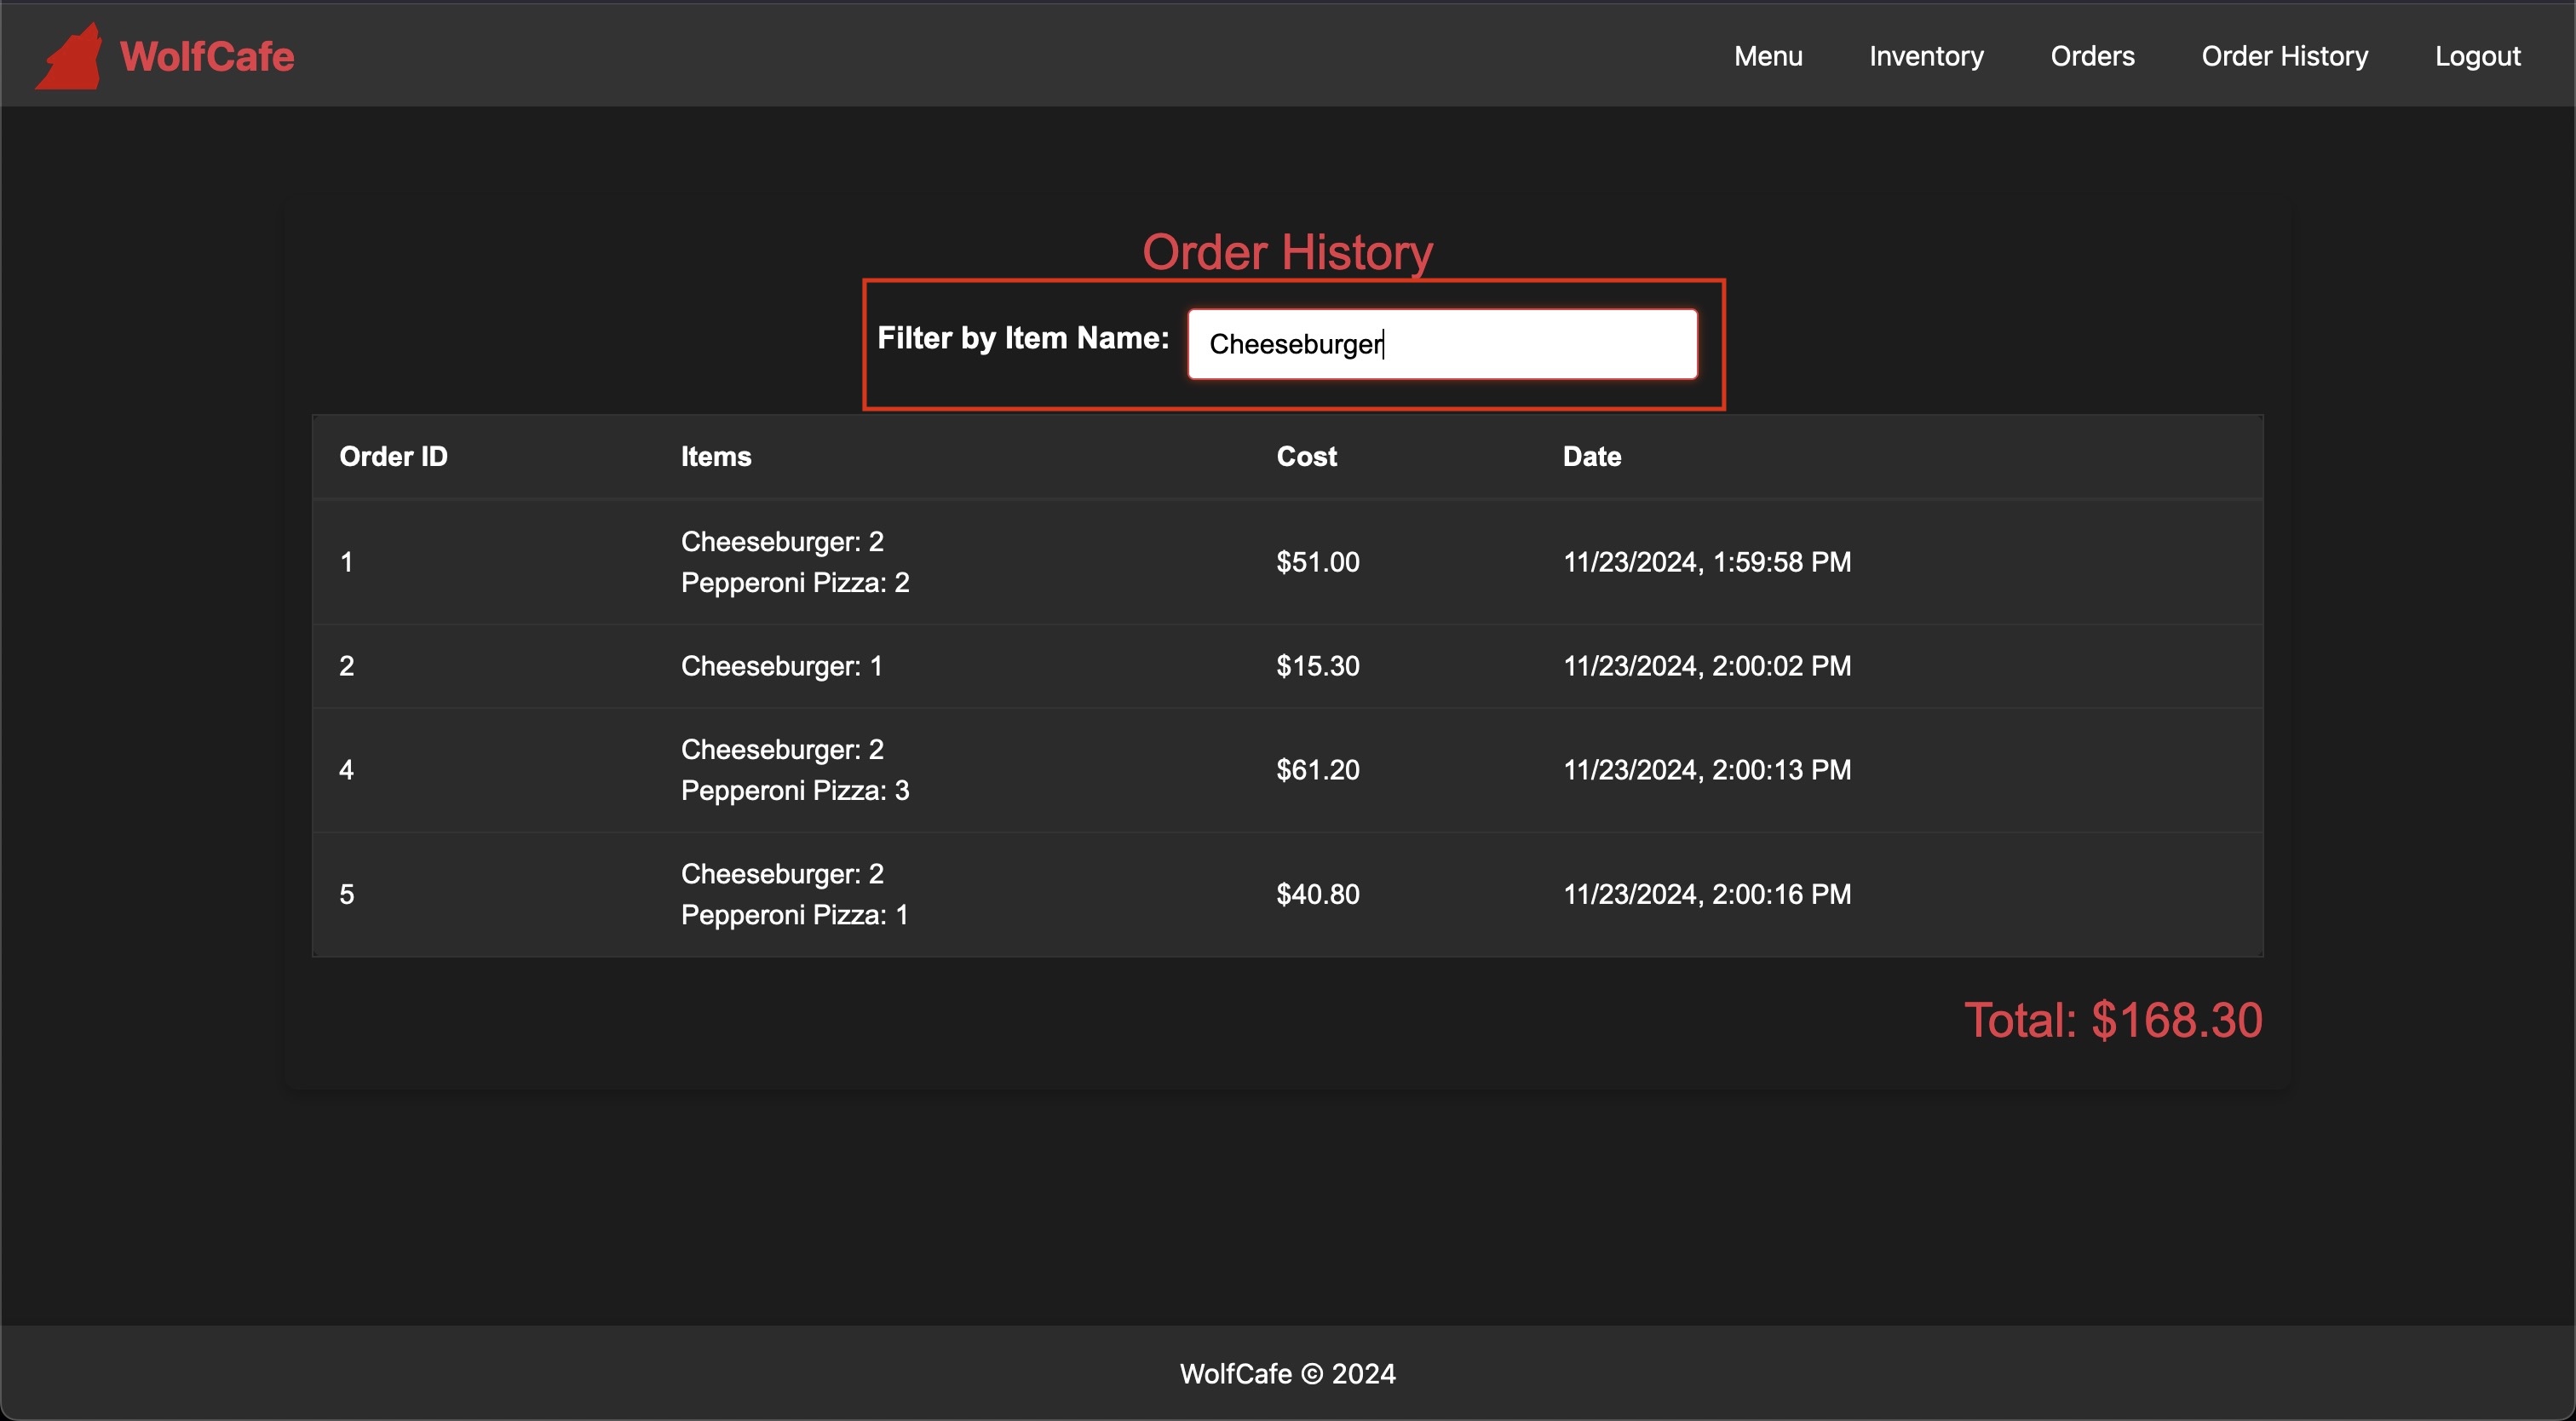 WolfCafe Menu Inventory Orders Order History Logout
Order History
Filter by Item Name: Cheeseburger
Order ID Items Cost Date
1 Cheeseburger: 2 $51.00 11/23/2024, 1:59:58 PM
Pepperoni Pizza: 2
2 Cheeseburger: 1 $15.30 11/23/2024, 2:00:02 PM
4 Cheeseburger: 2 $61.20 11/23/2024, 2:00:13 PM
Pepperoni Pizza: 3
5 Cheeseburger: 2 $40.80 11/23/2024, 2:00:16 PM
Pepperoni Pizza: 1
Total: $168.30
WolfCafe © 2024